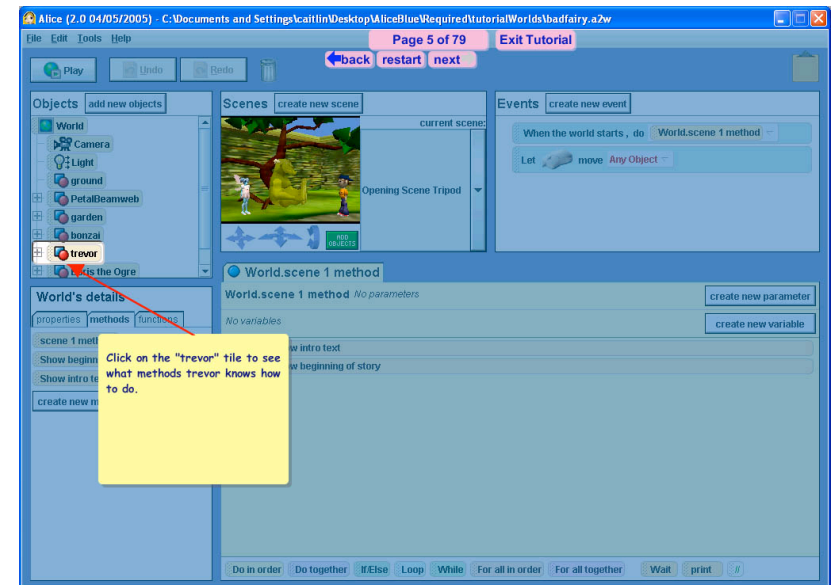 Alice (2.0 04/05/2005) - C:\Documents and Settings\caitlin\Desktop\AliceBlue\Required\tutorialWorlds\badfairy.a2w
File Edit Tools Help
Page 5 of 79
Exit Tutorial
back restart next
Play Undo Redo
Objects add new objects
World
Camera
Light
ground
PetalBeamweb
garden
bonzai
trevor
the Ogre
Scenes create new scene
current scene:
Opening Scene Tripod
ADD OBJECTS
Events create new event
When the world starts , do World.scene 1 method
Let move Any Object
World's details
properties methods functions
scene 1
Show
Show intro
create new
Click on the "trevor" tile to see
what methods trevor knows how
to do.
World.scene 1 method
World.scene 1 method No parameters
create new parameter
No variables
create new variable
intro text
beginning of story
Do in order Do together If/Else Loop While For all in order For all together Wait print //